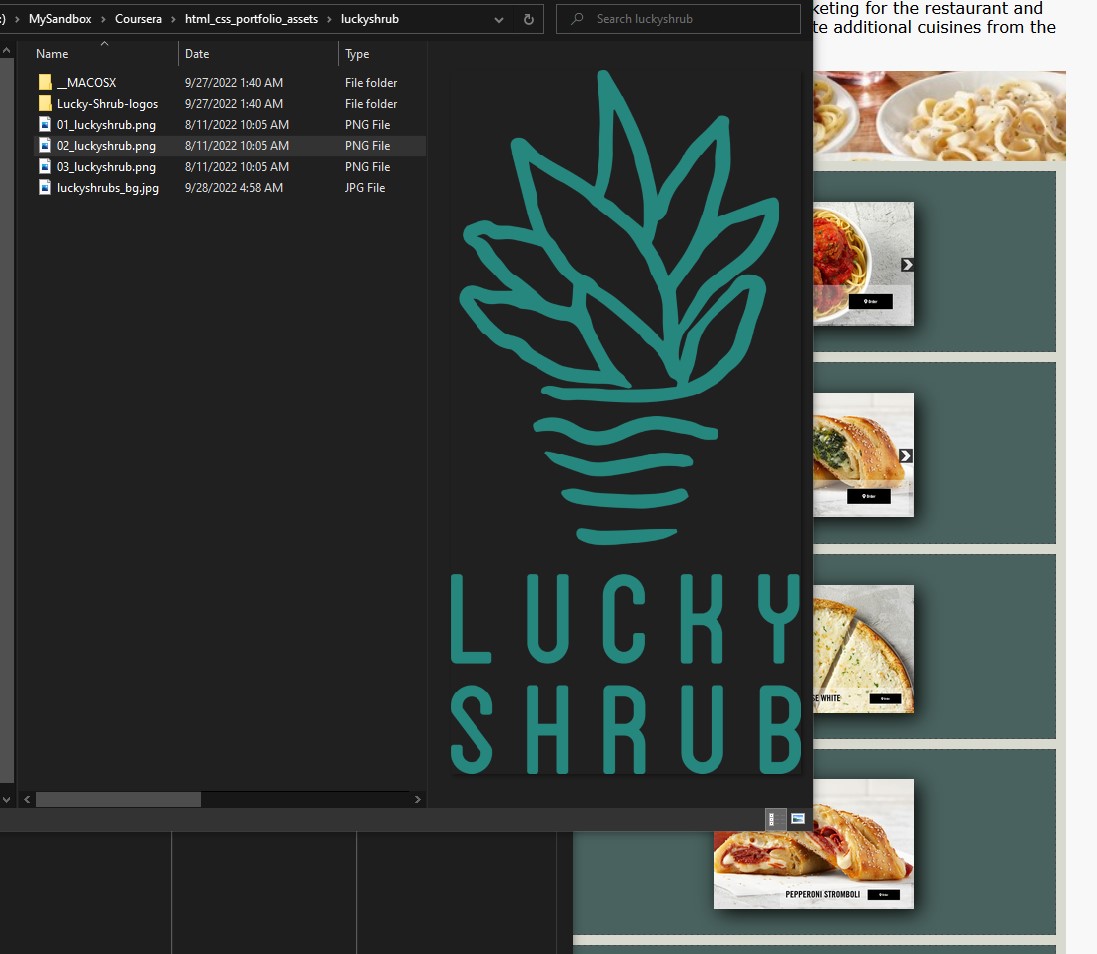 :) > MySandbox > Coursera > html_css_portfolio_assets > luckyshrub
Search luckyshrub
Name Date Type
__MACOSX 9/27/2022 1:40 AM File folder
Lucky-Shrub-logos 9/27/2022 1:40 AM File folder
01_luckyshrub.png 8/11/2022 10:05 AM PNG File
02_luckyshrub.png 8/11/2022 10:05 AM PNG File
03_luckyshrub.png 8/11/2022 10:05 AM PNG File
luckyshrubs_bg.jpg 9/28/2022 4:58 AM JPG File
LUCKY
SHRUB
keting for the restaurant and
te additional cuisines from the
Order
Order
SE WHITE
PEPPERONI STROMBOLI